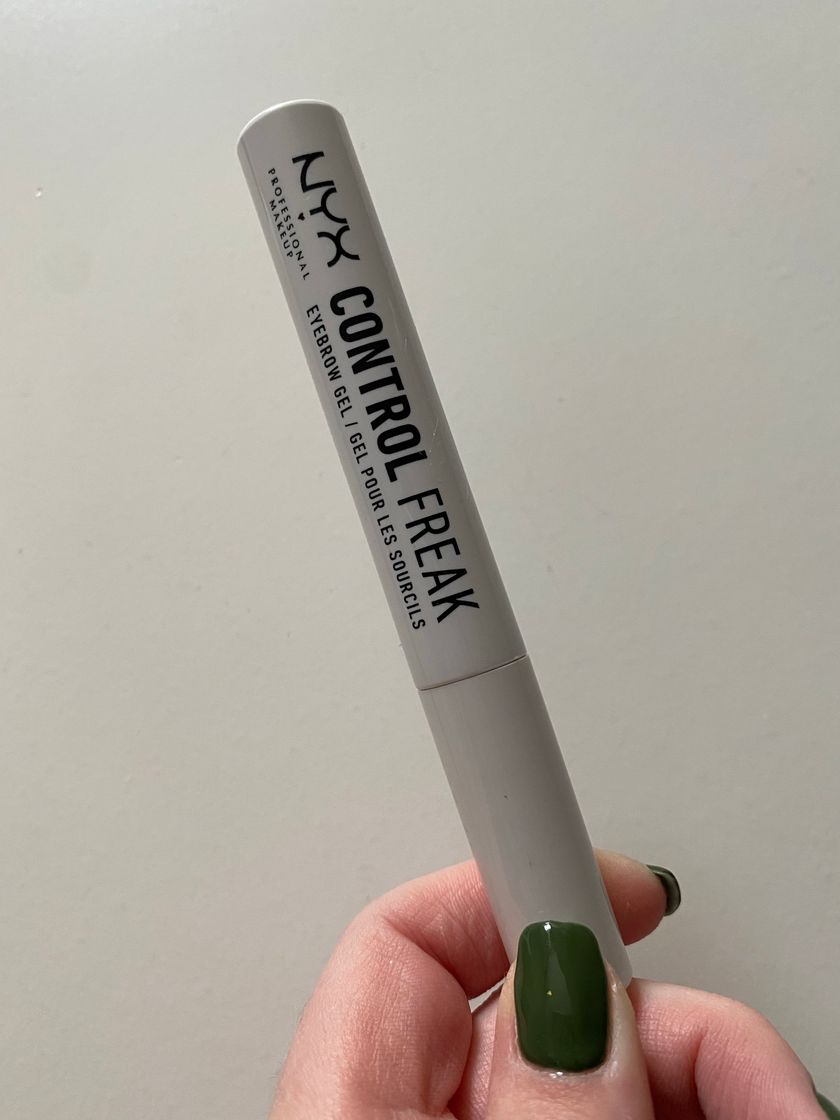 NYX
PROFESSIONAL
MAKEUP
CONTROL FREAK
EYEBROW GEL / GEL POUR LES SOURCILS